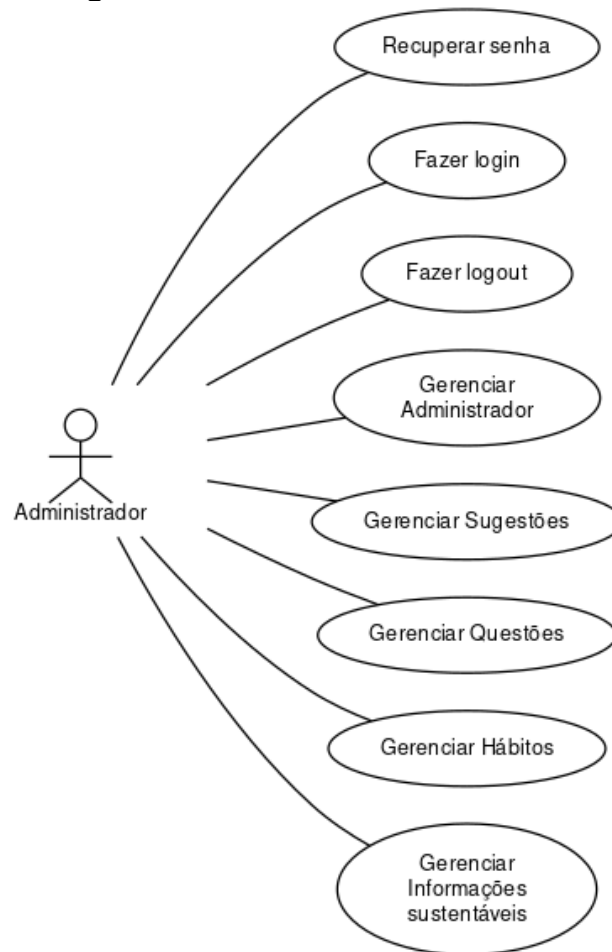 Recuperar senha
Fazer login
Fazer logout
Gerenciar
Administrador
Administrador
Gerenciar Sugestões
Gerenciar Questões
Gerenciar Hábitos
Gerenciar
Informações
sustentáveis